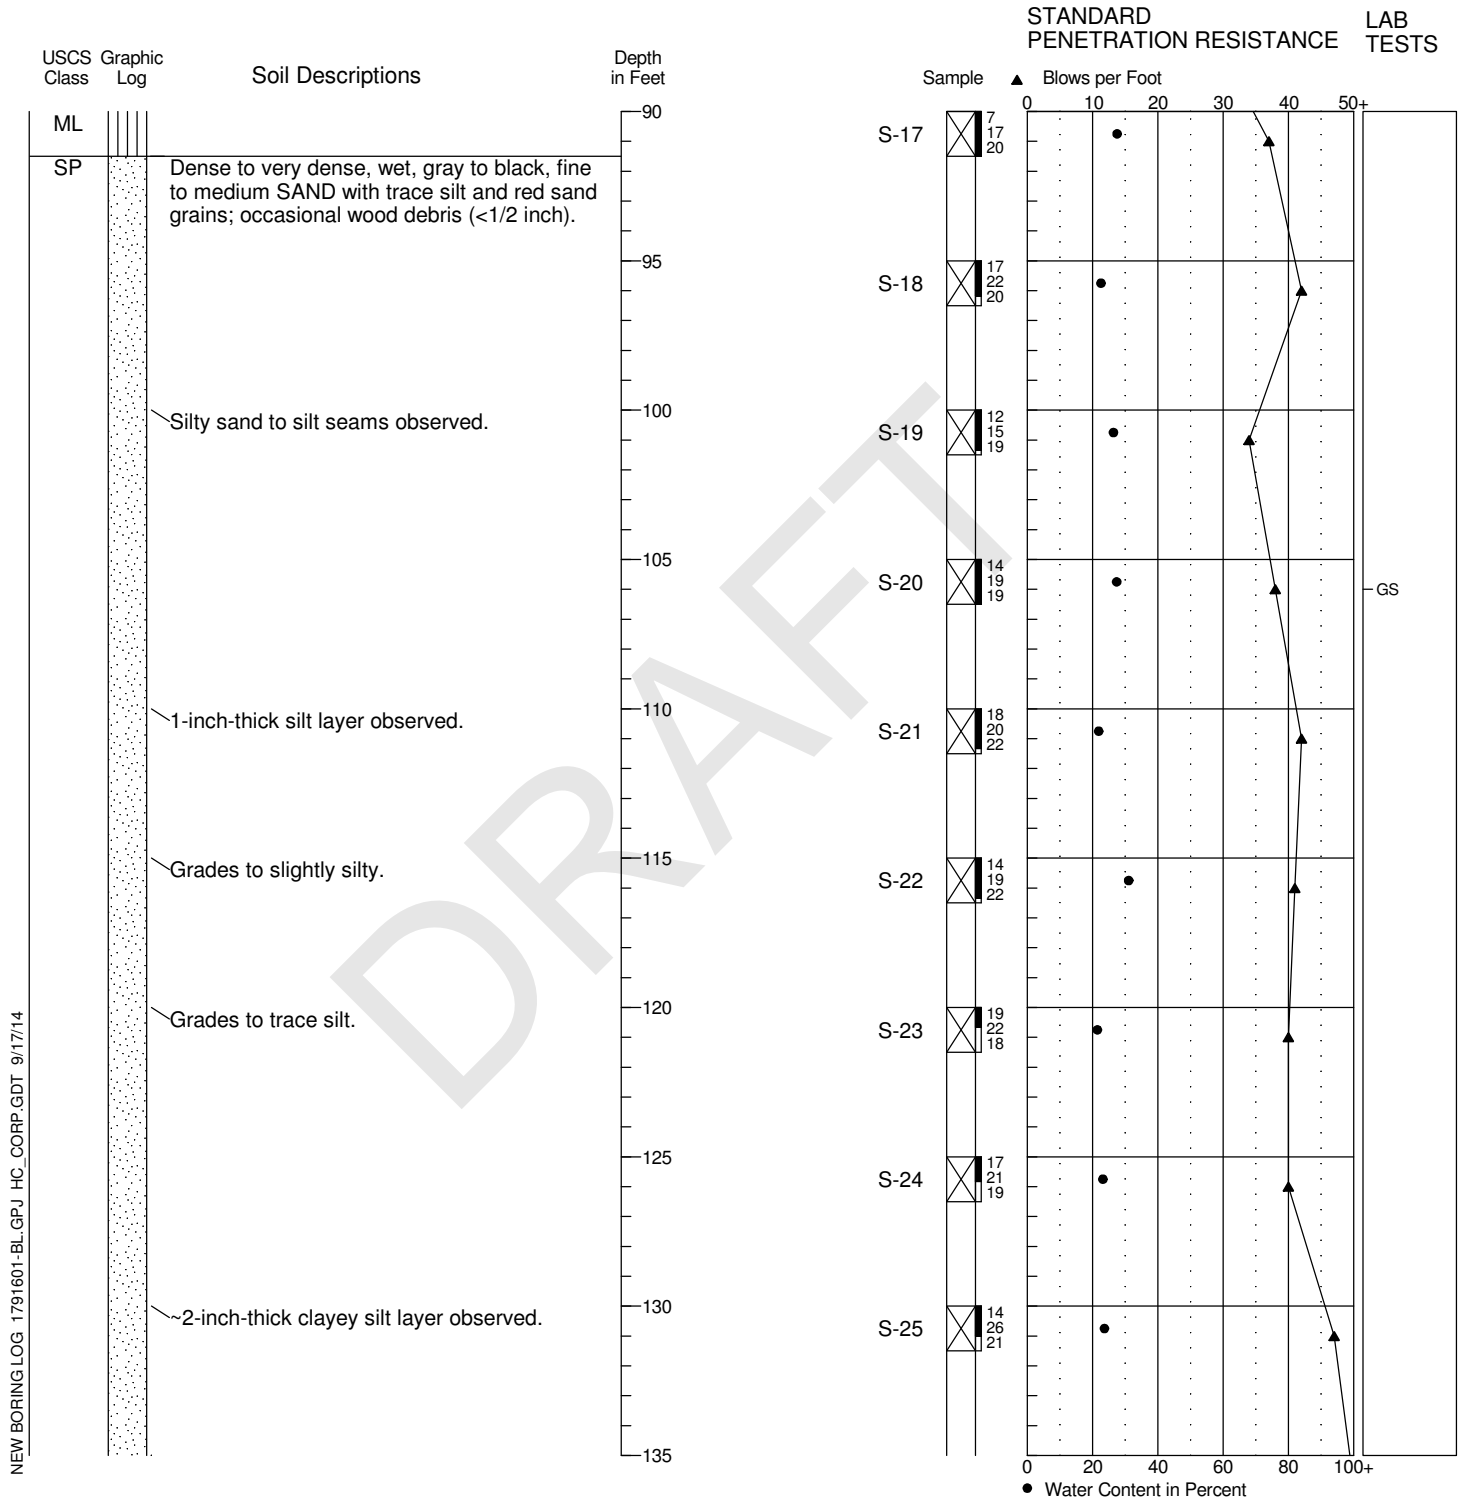 STANDARD
PENETRATION RESISTANCE
LAB
TESTS
USCS Graphic
Class Log
Soil Descriptions
Depth
in Feet
Sample
▲ Blows per Foot
0 10 20 30 40 50+
ML
90
S-17
7
17
20
SP
Dense to very dense, wet, gray to black, fine
to medium SAND with trace silt and red sand
grains; occasional wood debris (<1/2 inch).
95
S-18
17
22
20
100
Silty sand to silt seams observed.
S-19
12
15
19
105
S-20
14
19
19
GS
110
1-inch-thick silt layer observed.
S-21
18
20
22
115
Grades to slightly silty.
S-22
14
19
22
120
Grades to trace silt.
S-23
19
22
18
125
S-24
17
21
19
130
~2-inch-thick clayey silt layer observed.
S-25
14
26
21
135
0 20 40 60 80 100+
● Water Content in Percent
DRAFT
NEW BORING LOG 1791601-BL.GPJ HC_CORP.GDT 9/17/14